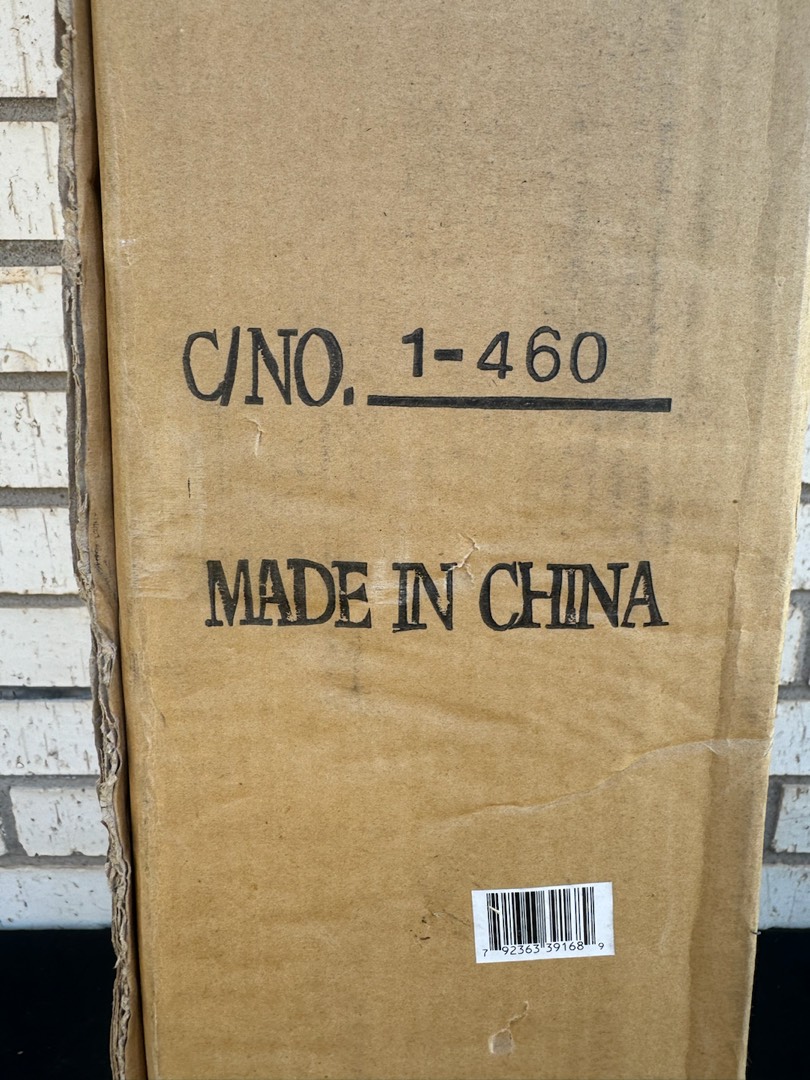 C/NO. 1-460
MADE IN CHINA
7 92363 39168 9